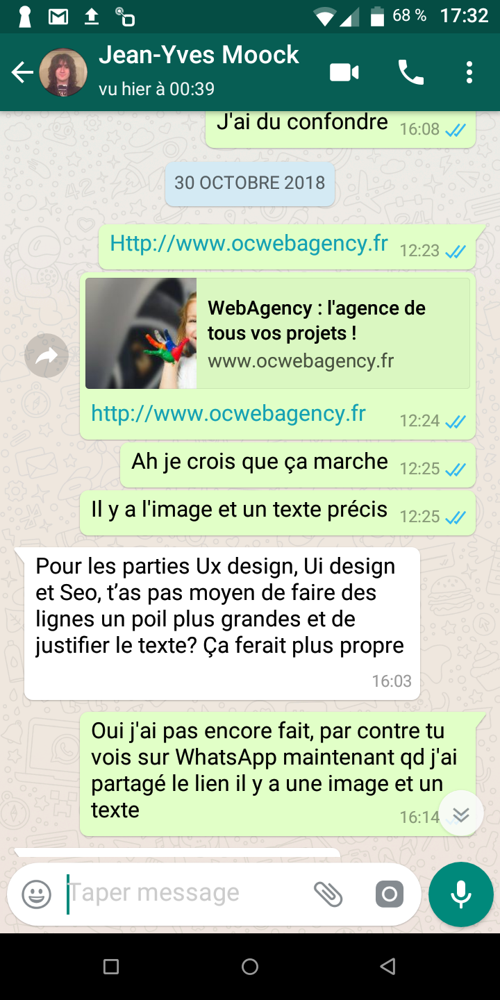 68 % 17:32
Jean-Yves Moock
vu hier à 00:39
J'ai du confondre 16:08
30 OCTOBRE 2018
Http://www.ocwebagency.fr 12:23
WebAgency : l'agence de
tous vos projets !
www.ocwebagency.fr
http://www.ocwebagency.fr 12:24
Ah je crois que ça marche 12:25
Il y a l'image et un texte précis 12:25
Pour les parties Ux design, Ui design
et Seo, t’as pas moyen de faire des
lignes un poil plus grandes et de
justifier le texte? Ça ferait plus propre
16:03
Oui j'ai pas encore fait, par contre tu
vois sur WhatsApp maintenant qd j'ai
partagé le lien il y a une image et un
texte 16:14
Taper message